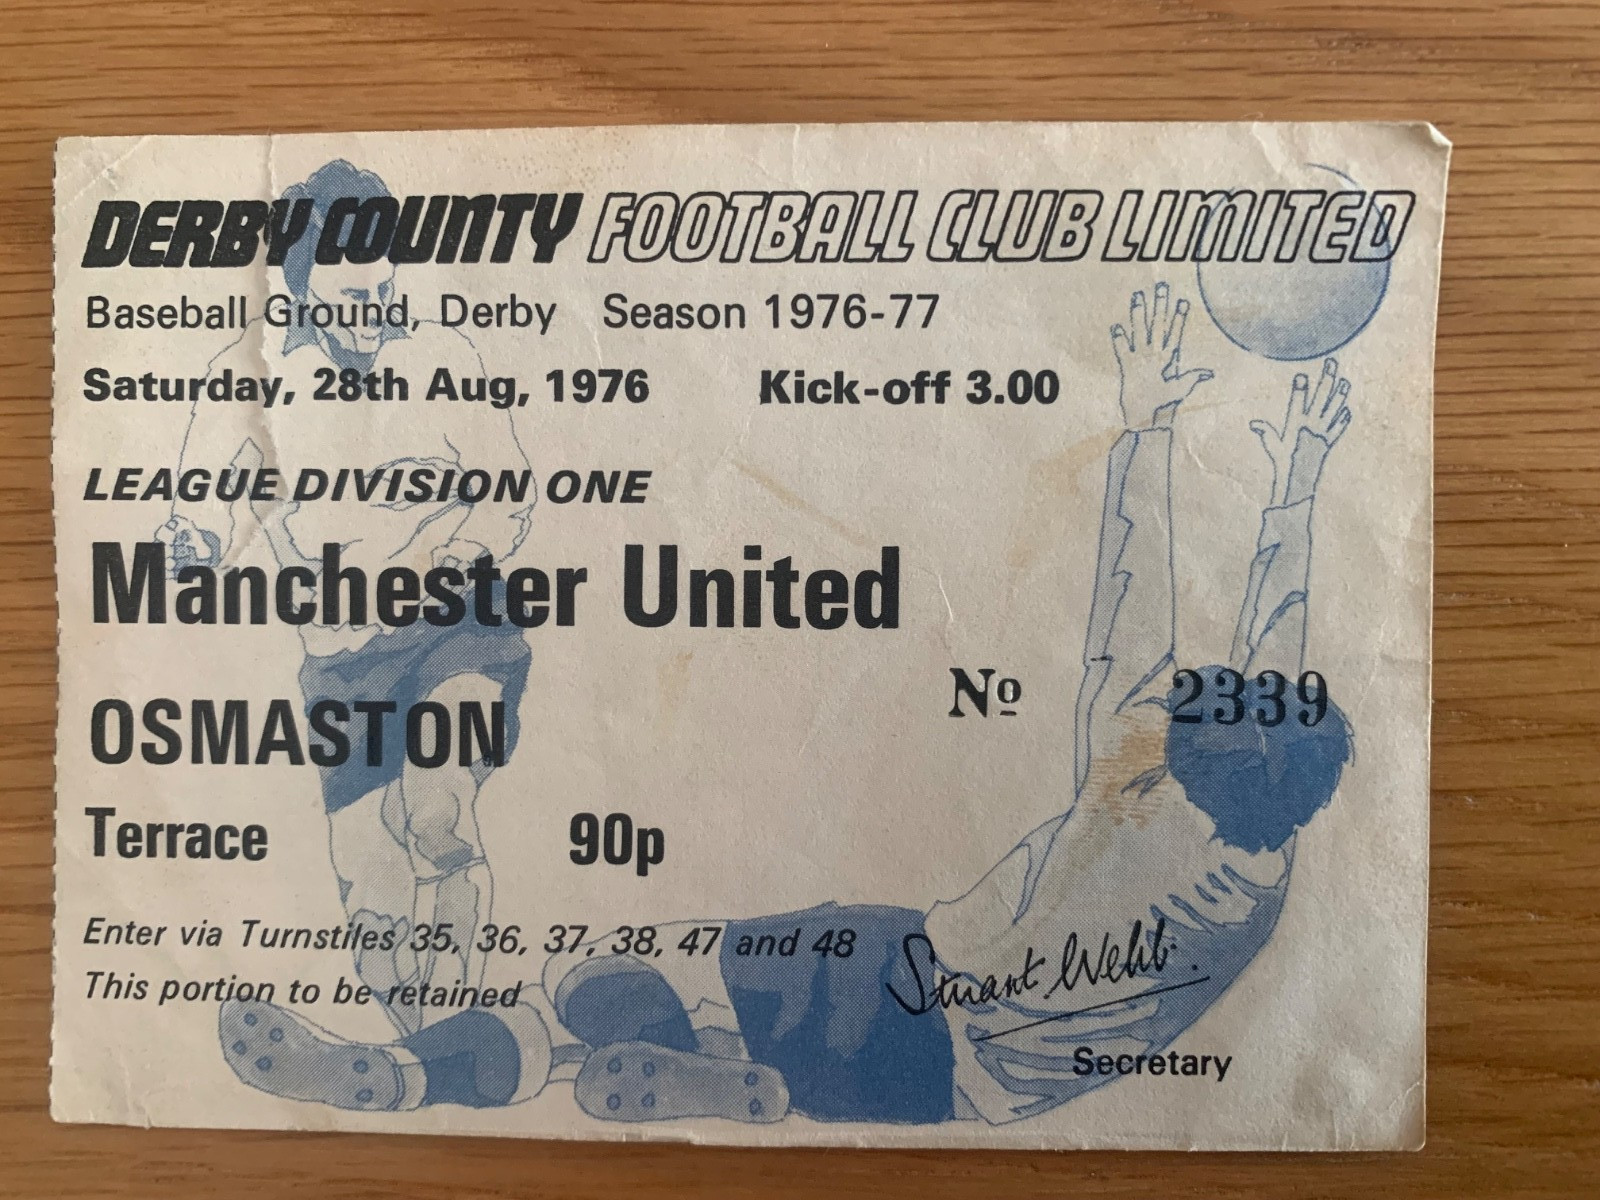 DERBY COUNTY FOOTBALL CLUB LIMITED
Baseball Ground, Derby Season 1976-77
Saturday, 28th Aug, 1976 Kick-off 3.00
LEAGUE DIVISION ONE
Manchester United
OSMASTON
No 2339
Terrace 90p
Enter via Turnstiles 35, 36, 37, 38, 47 and 48
This portion to be retained
Stuart Webb.
Secretary